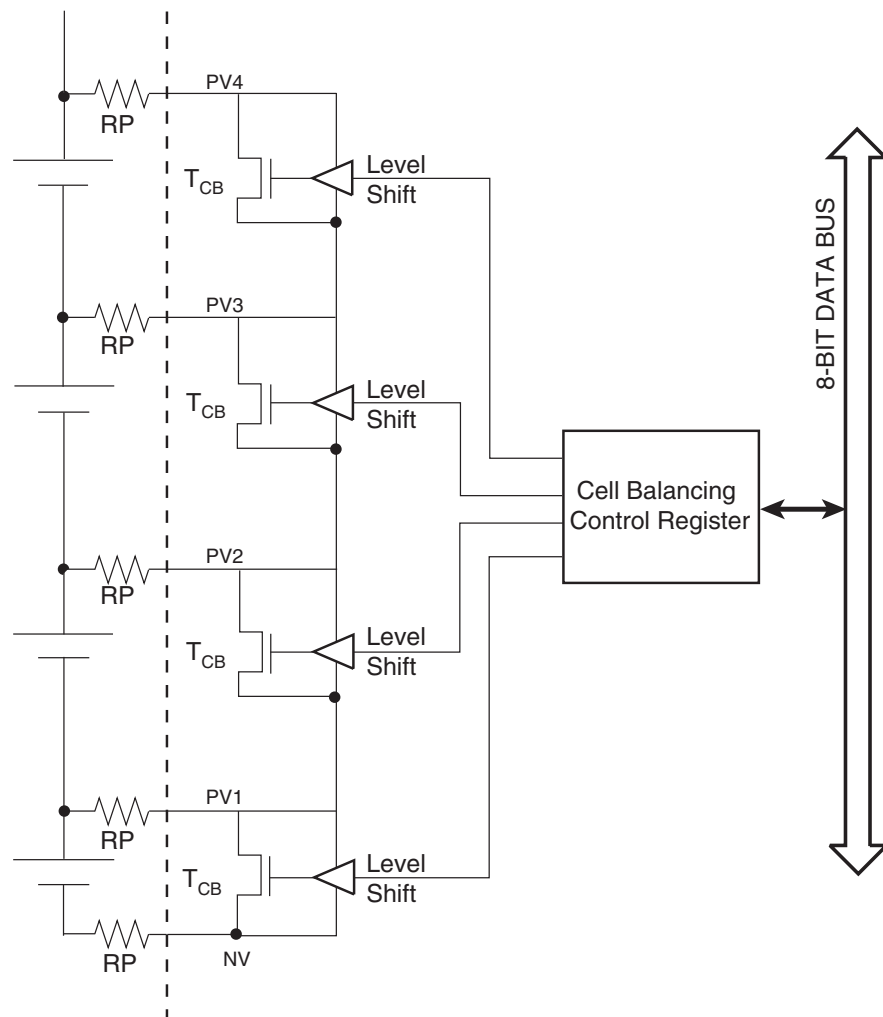 PV4
RP
Level
Shift
T_CB
8-BIT DATA BUS
PV3
RP
Level
Shift
T_CB
Cell Balancing
Control Register
PV2
RP
Level
Shift
T_CB
PV1
RP
Level
Shift
T_CB
RP
NV